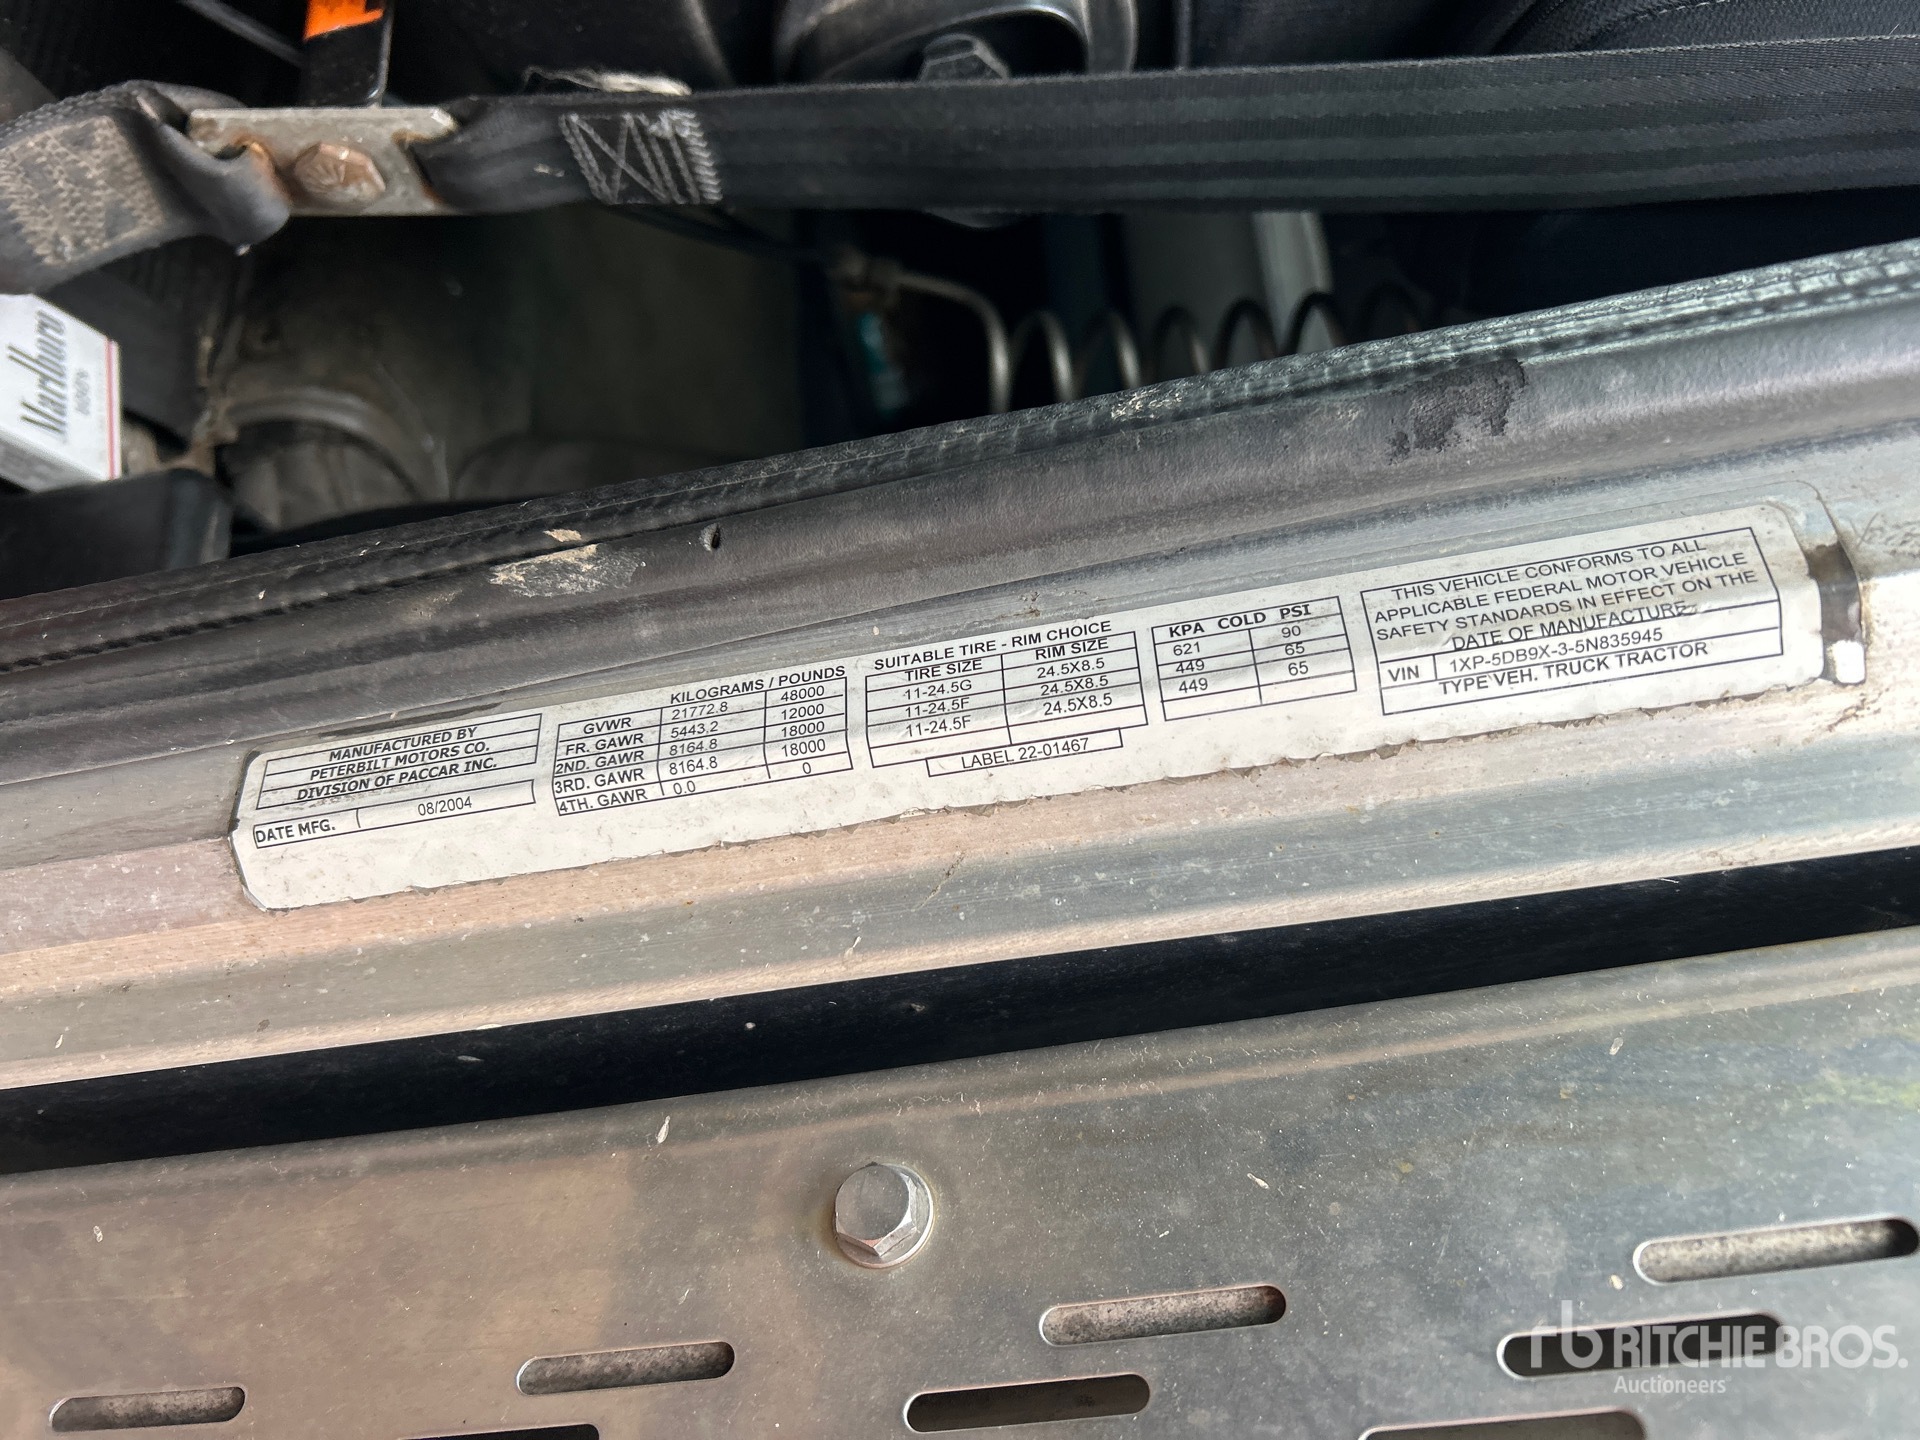 Marlboro
MANUFACTURED BY
PETERBILT MOTORS CO.
DIVISION OF PACCAR INC.
DATE MFG. 08/2004
KILOGRAMS / POUNDS
GVWR 21772.8 48000
FR. GAWR 5443.2 12000
2ND. GAWR 8164.8 18000
3RD. GAWR 8164.8 18000
4TH. GAWR 0.0 0
SUITABLE TIRE - RIM CHOICE
TIRE SIZE RIM SIZE
11-24.5G 24.5X8.5
11-24.5F 24.5X8.5
11-24.5F 24.5X8.5
LABEL 22-01467
KPA COLD PSI
621 90
449 65
449 65
THIS VEHICLE CONFORMS TO ALL
APPLICABLE FEDERAL MOTOR VEHICLE
SAFETY STANDARDS IN EFFECT ON THE
DATE OF MANUFACTURE
VIN 1XP-5DB9X-3-5N835945
TYPE VEH. TRUCK TRACTOR
rb RITCHIE BROS.
Auctioneers